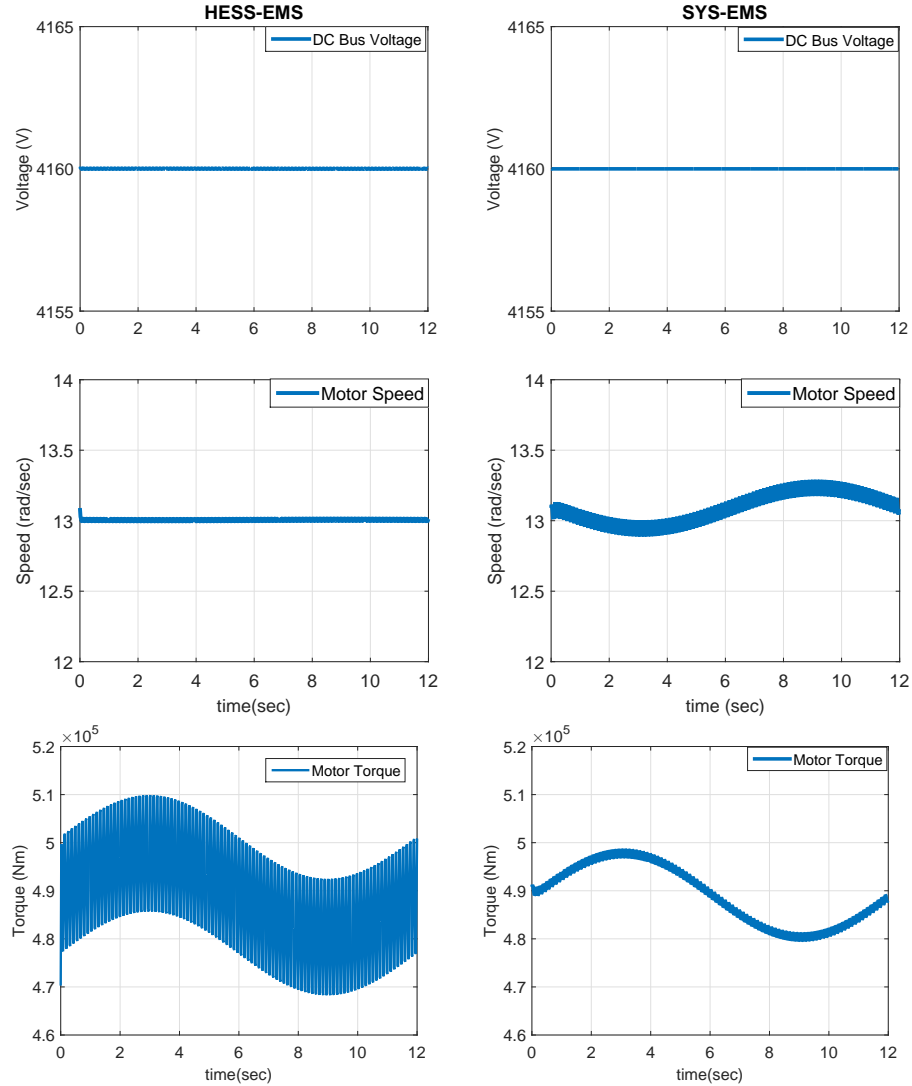 HESS-EMS
4165
DC Bus Voltage
Voltage (V)
4160
4155
0 2 4 6 8 10 12
SYS-EMS
4165
DC Bus Voltage
Voltage (V)
4160
4155
0 2 4 6 8 10 12
14
Motor Speed
13.5
Speed (rad/sec)
13
12.5
12
0 2 4 6 8 10 12
time(sec)
14
Motor Speed
13.5
Speed (rad/sec)
13
12.5
12
0 2 4 6 8 10 12
time (sec)
×10⁵
5.2
Motor Torque
5.1
5
Torque (Nm)
4.9
4.8
4.7
4.6
0 2 4 6 8 10 12
time(sec)
×10⁵
5.2
Motor Torque
5.1
5
Torque (Nm)
4.9
4.8
4.7
4.6
0 2 4 6 8 10 12
time(sec)